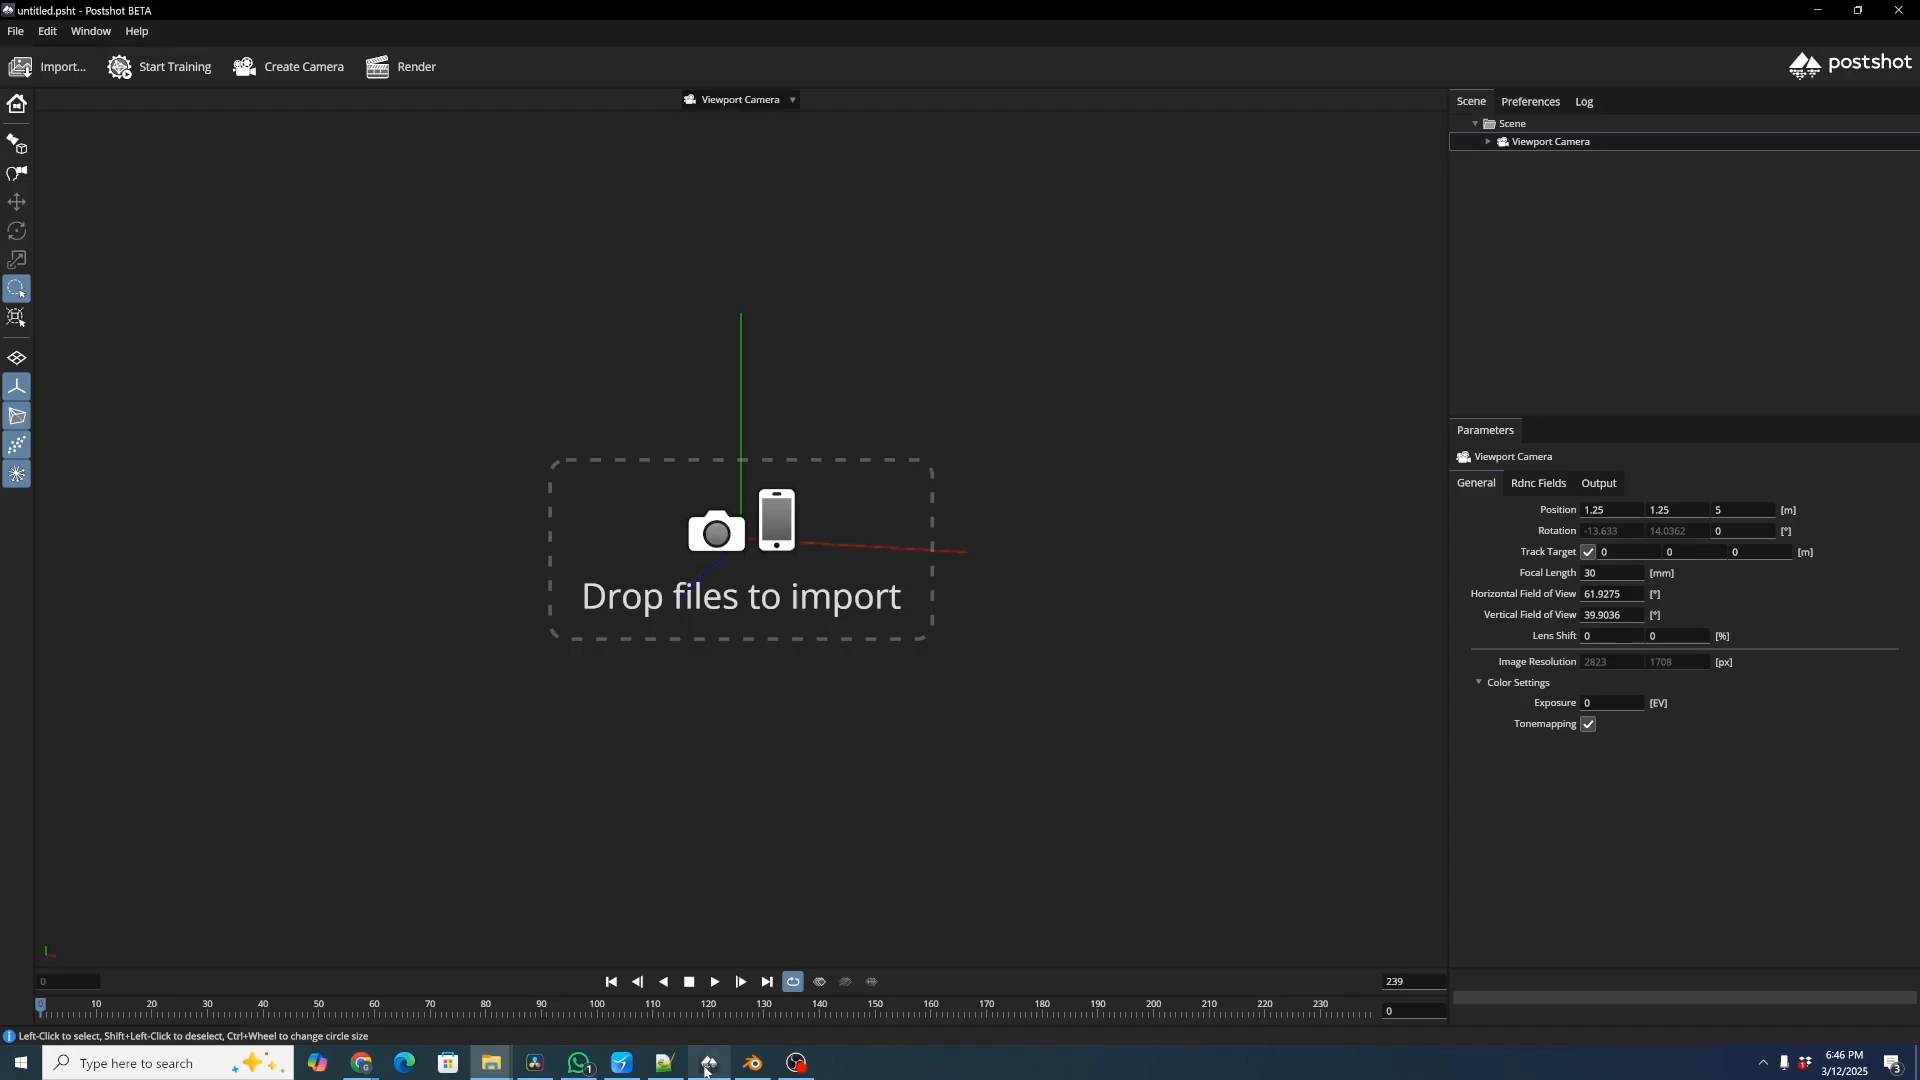 untitled.psht - Postshot BETA
File Edit Window Help
Import... Start Training Create Camera Render
postshot
Viewport Camera
Scene Preferences Log
Scene
Viewport Camera
Drop files to import
Parameters
Viewport Camera
General Rdnc Fields Output
Position 1.25 1.25 5 [m]
Rotation -13.633 14.0362 0 [°]
Track Target 0 0 0 [m]
Focal Length 30 [mm]
Horizontal Field of View 61.9275 [°]
Vertical Field of View 39.9036 [°]
Lens Shift 0 0 [%]
Image Resolution 2823 1708 [px]
Color Settings
Exposure 0 [EV]
Tonemapping
0 239
0 10 20 30 40 50 60 70 80 90 100 110 120 130 140 150 160 170 180 190 200 210 220 230 0
Left-Click to select, Shift+Left-Click to deselect, Ctrl+Wheel to change circle size
Type here to search
1
6:46 PM
3/12/2025
3